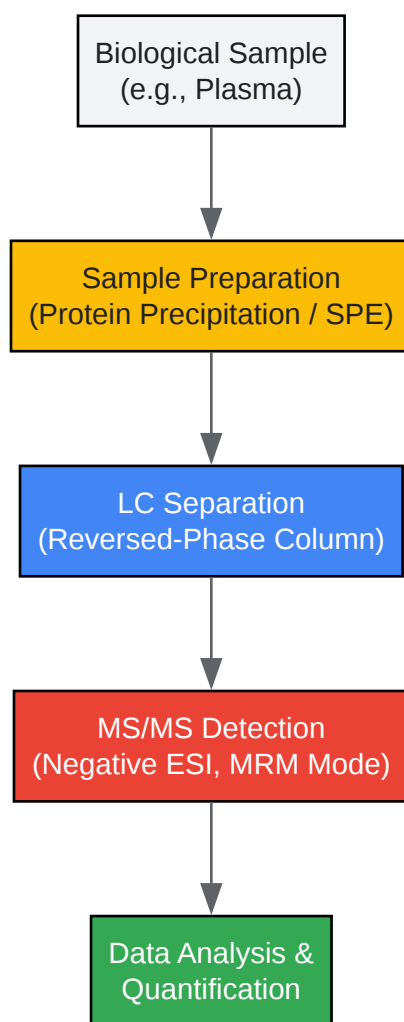 Biological Sample
(e.g., Plasma)
Sample Preparation
(Protein Precipitation / SPE)
LC Separation
(Reversed-Phase Column)
MS/MS Detection
(Negative ESI, MRM Mode)
Data Analysis &
Quantification